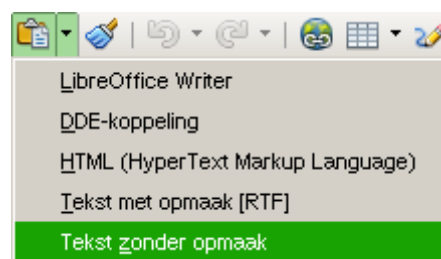 LibreOffice Writer
DDE-koppeling
HTML (HyperText Markup Language)
Tekst met opmaak [RTF]
Tekst zonder opmaak